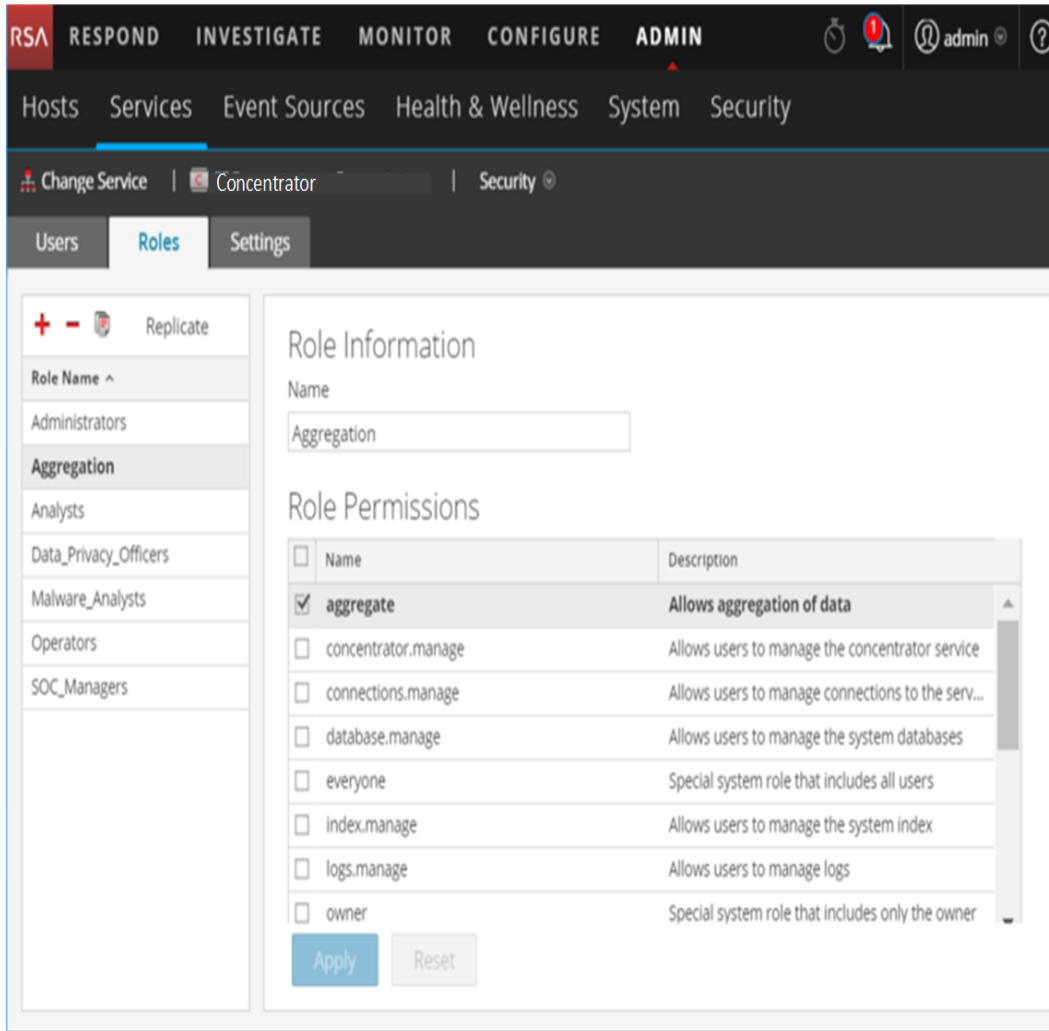 RSA RESPOND INVESTIGATE MONITOR CONFIGURE ADMIN 1 admin ?
Hosts Services Event Sources Health & Wellness System Security
Change Service | C Concentrator | Security
Users Roles Settings
Replicate
Role Name
Administrators
Aggregation
Analysts
Data_Privacy_Officers
Malware_Analysts
Operators
SOC_Managers
Role Information
Name
Aggregation
Role Permissions
Name Description
aggregate Allows aggregation of data
concentrator.manage Allows users to manage the concentrator service
connections.manage Allows users to manage connections to the serv...
database.manage Allows users to manage the system databases
everyone Special system role that includes all users
index.manage Allows users to manage the system index
logs.manage Allows users to manage logs
owner Special system role that includes only the owner
Apply Reset